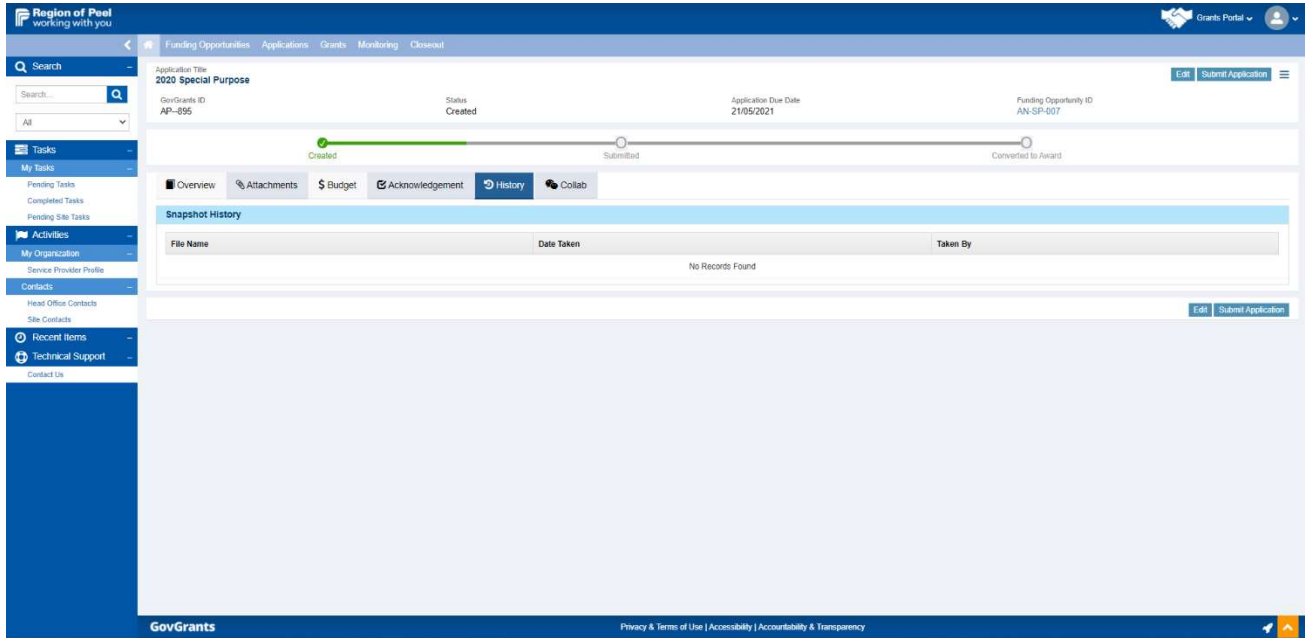 Region of Peel
working with you
Grants Portal
Funding Opportunities Applications Grants Monitoring Closeout
Search
Search...
All
Tasks
My Tasks
Pending Tasks
Completed Tasks
Pending Site Tasks
Activities
My Organization
Service Provider Profile
Contacts
Head Office Contacts
Site Contacts
Recent Items
Technical Support
Contact Us
Application Title
2020 Special Purpose
Edit Submit Application
GovGrants ID Status Application Due Date Funding Opportunity ID
AP--895 Created 21/05/2021 AN-SP-007
Created Submitted Converted to Award
Overview Attachments $ Budget Acknowledgement History Collab
Snapshot History
File Name Date Taken Taken By
No Records Found
Edit Submit Application
GovGrants Privacy & Terms of Use | Accessibility | Accountability & Transparency